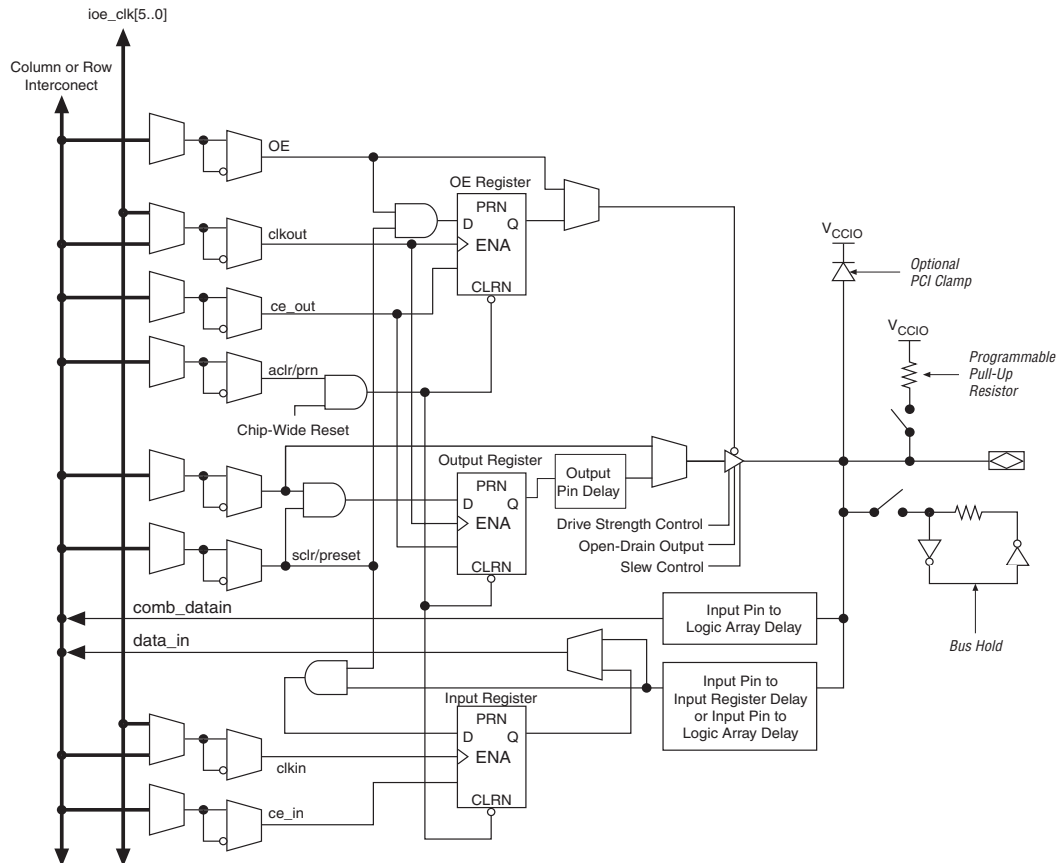 ioe_clk[5..0]
Column or Row
Interconect
OE
OE Register
PRN
D
Q
clkout
ENA
ce_out
CLRN
aclr/prn
Chip-Wide Reset
VCCIO
Optional
PCI Clamp
VCCIO
Programmable
Pull-Up
Resistor
Output Register
PRN
D
Q
ENA
CLRN
Output
Pin Delay
sclr/preset
Drive Strength Control
Open-Drain Output
Slew Control
comb_datain
Input Pin to
Logic Array Delay
Bus Hold
data_in
Input Pin to
Input Register Delay
or Input Pin to
Logic Array Delay
Input Register
PRN
D
Q
ENA
clkin
CLRN
ce_in